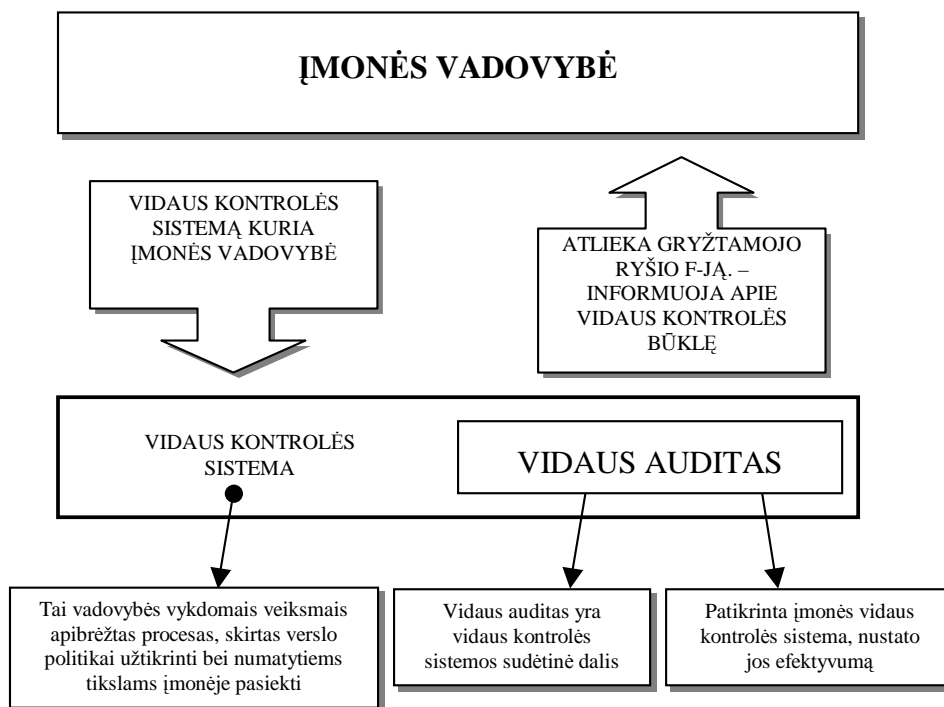 ĮMONĖS VADOVYBĖ
VIDAUS KONTROLĖS
SISTEMĄ KURIA
ĮMONĖS VADOVYBĖ
ATLIEKA GRYŽTAMOJO
RYŠIO F-JĄ. –
INFORMUOJA APIE
VIDAUS KONTROLĖS
BŪKLĘ
VIDAUS KONTROLĖS
SISTEMA
VIDAUS AUDITAS
Tai vadovybės vykdomais veiksmais
apibrėžtas procesas, skirtas verslo
politikai užtikrinti bei numatytiems
tikslams įmonėje pasiekti
Vidaus auditas yra
vidaus kontrolės
sistemos sudėtinė dalis
Patikrinta įmonės vidaus
kontrolės sistema, nustato
jos efektyvumą